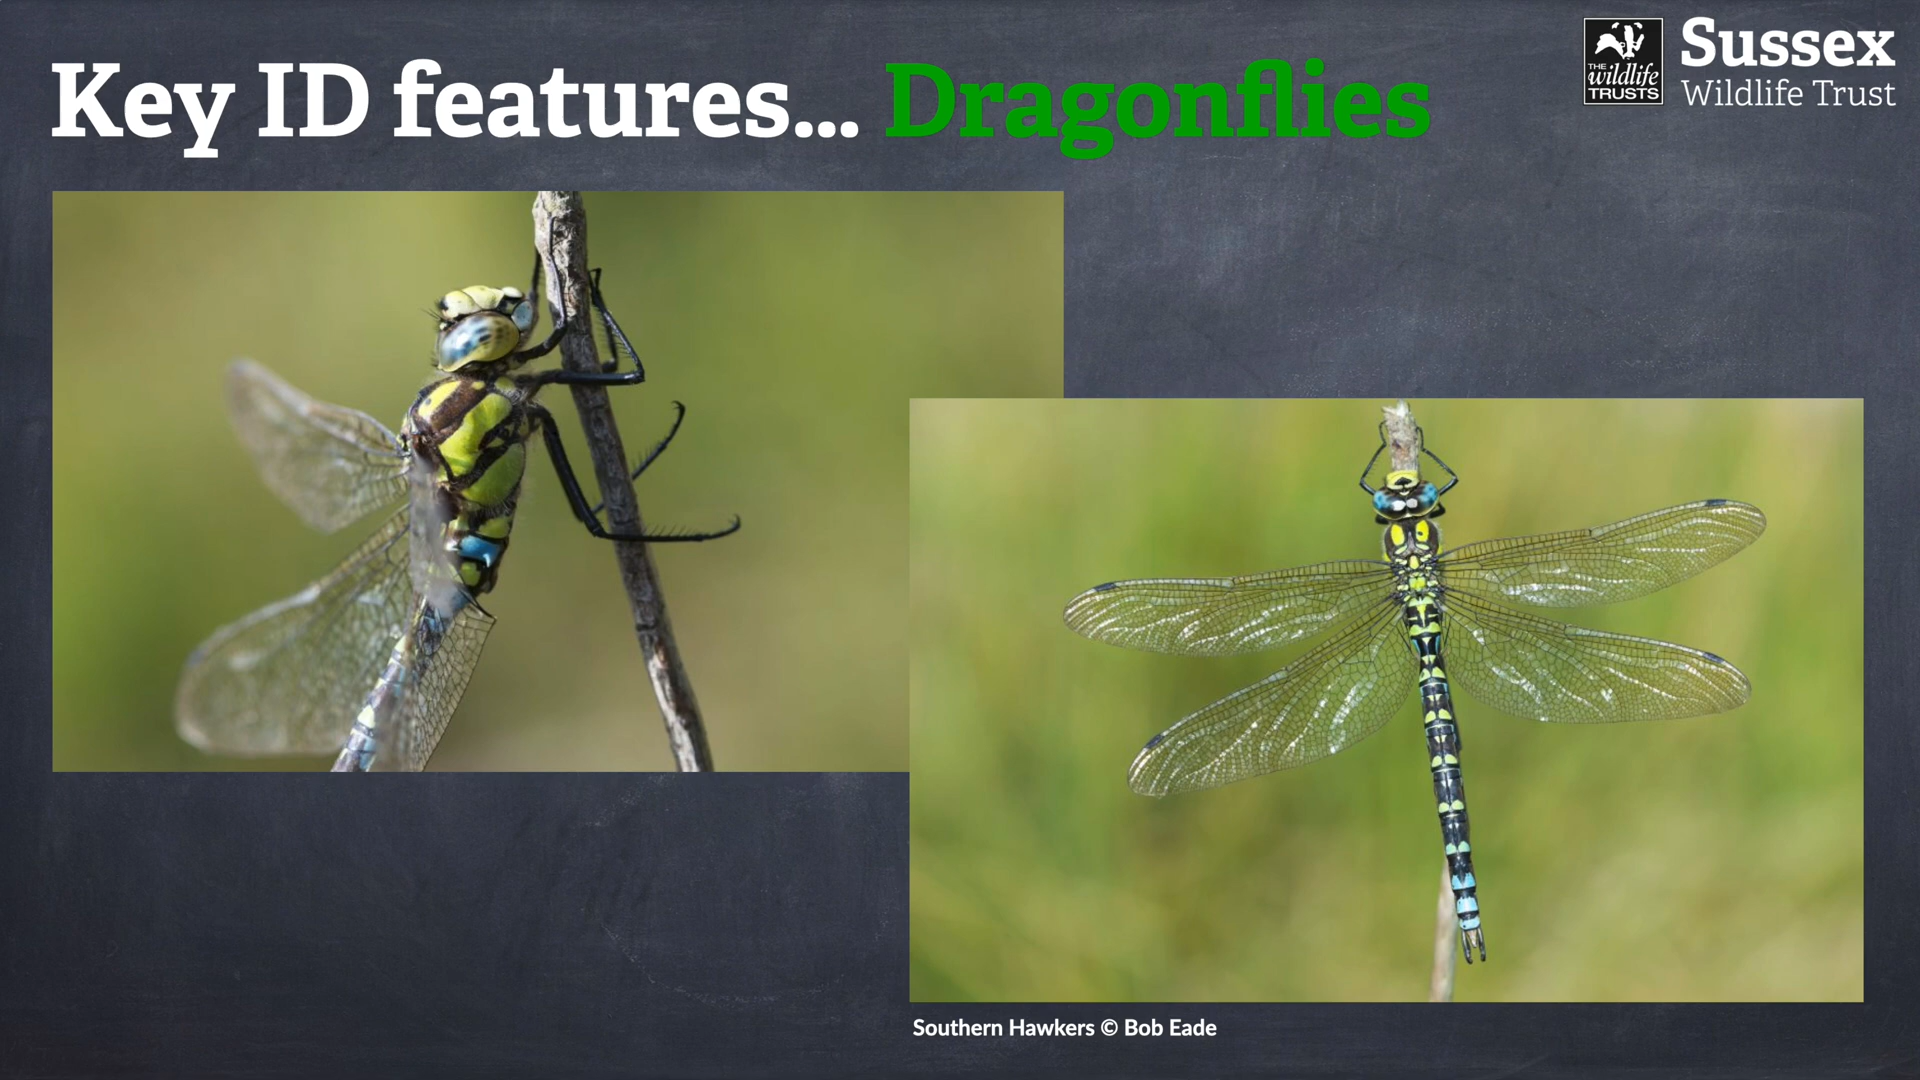 Key ID features... Dragonflies
THE
wildlife
TRUSTS
Sussex
Wildlife Trust
Southern Hawkers © Bob Eade